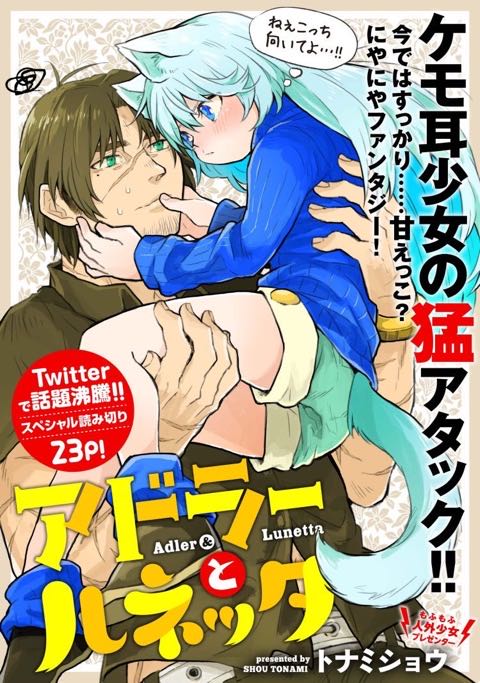 ケモ耳少女の猛アタック!!
今ではすっかり……甘えっこ?
にやにやファンタジー!
ねぇこっち
向いてよ…!!
Twitter
で話題沸騰!!
スペシャル読み切り
23P!
アドラー
Adler & Lunetta
と
ルネッタ
もふもふ
人外少女
プレゼンター
presented by
SHOU TONAMI
トナミショウ